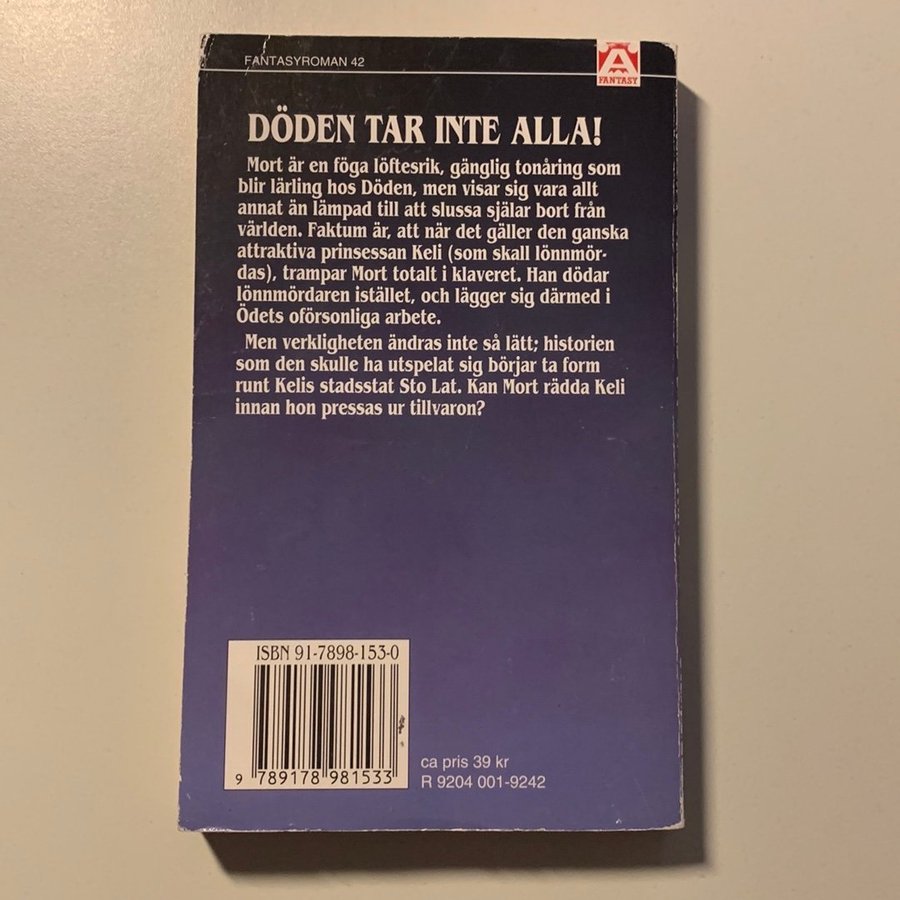 FANTASYROMAN 42
A
FANTASY
DÖDEN TAR INTE ALLA!
Mort är en föga löftesrik, gänglig tonåring som
blir lärling hos Döden, men visar sig vara allt
annat än lämpad till att slussa själar bort från
världen. Faktum är, att när det gäller den ganska
attraktiva prinsessan Keli (som skall lönnmör-
das), trampar Mort totalt i klaveret. Han dödar
lönnmördaren istället, och lägger sig därmed i
Ödets oförsonliga arbete.
Men verkligheten ändras inte så lätt; historien
som den skulle ha utspelat sig börjar ta form
runt Kelis stadsstat Sto Lat. Kan Mort rädda Keli
innan hon pressas ur tillvaron?
ISBN 91-7898-153-0
9 789178 981533
ca pris 39 kr
R 9204 001-9242